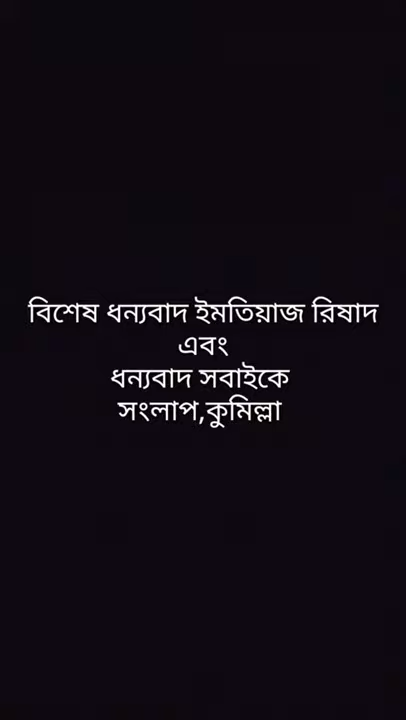 বিশেষ ধন্যবাদ ইমতিয়াজ রিষাদ
এবং
ধন্যবাদ সবাইকে
সংলাপ,কুমিল্লা